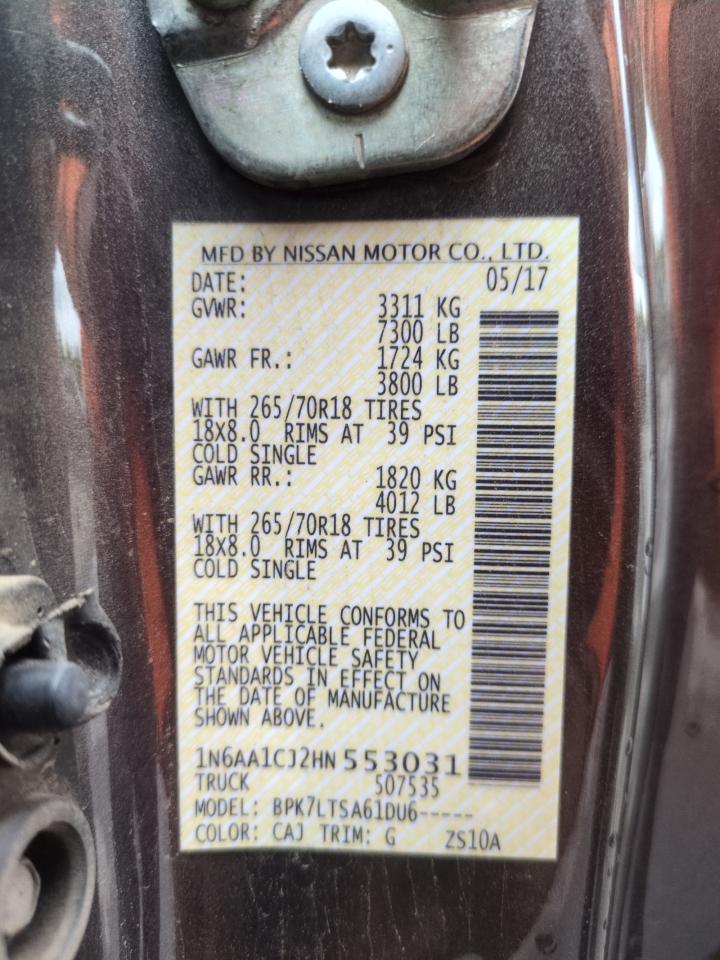 MFD BY NISSAN MOTOR CO., LTD.
DATE: 05/17
GVWR: 3311 KG
7300 LB
GAWR FR.: 1724 KG
3800 LB
WITH 265/70R18 TIRES
18X8.0 RIMS AT 39 PSI
COLD SINGLE
GAWR RR.: 1820 KG
4012 LB
WITH 265/70R18 TIRES
18X8.0 RIMS AT 39 PSI
COLD SINGLE
THIS VEHICLE CONFORMS TO
ALL APPLICABLE FEDERAL
MOTOR VEHICLE SAFETY
STANDARDS IN EFFECT ON
THE DATE OF MANUFACTURE
SHOWN ABOVE.
1N6AA1CJ2HN 553031
TRUCK 507535
MODEL: BPK7LTSA61DU6-----
COLOR: CAJ TRIM: G ZS10A